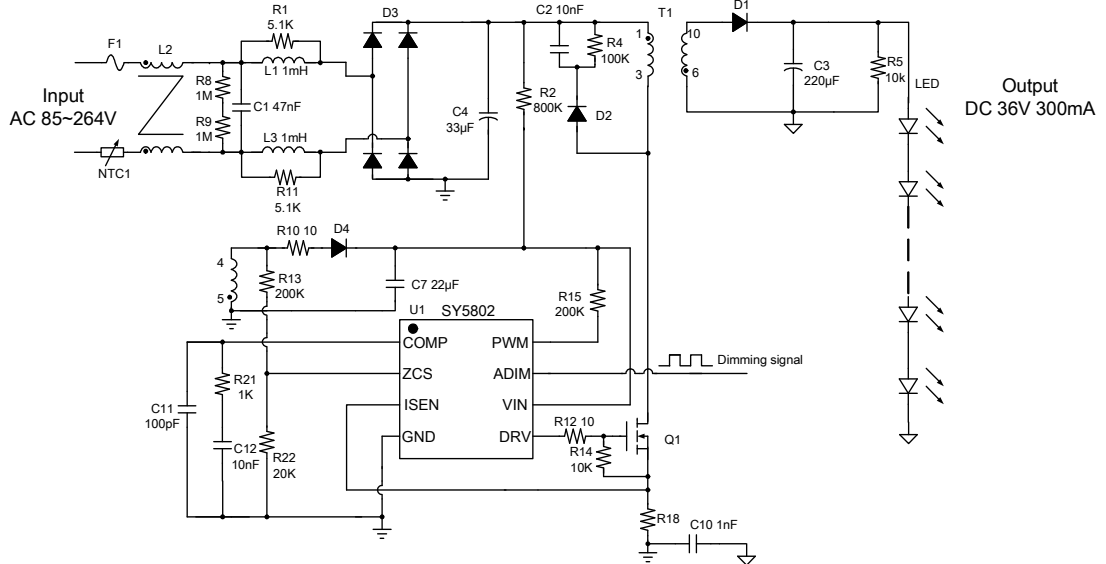 R1
5.1K
D3
C2 10nF
T1
D1
F1
L2
L1 1mH
R8
1M
R9
1M
C1 47nF
L3 1mH
R11
5.1K
NTC1
Input
AC 85~264V
C4
33μF
R2
800K
R4
100K
D2
1
3
10
6
C3
220μF
R5
10k
LED
Output
DC 36V 300mA
4
5
R10 10
D4
R13
200K
C7 22μF
R15
200K
U1
SY5802
COMP
ZCS
ISEN
GND
PWM
ADIM
VIN
DRV
Dimming signal
C11
100pF
R21
1K
C12
10nF
R22
20K
R12 10
R14
10K
Q1
R18
C10 1nF